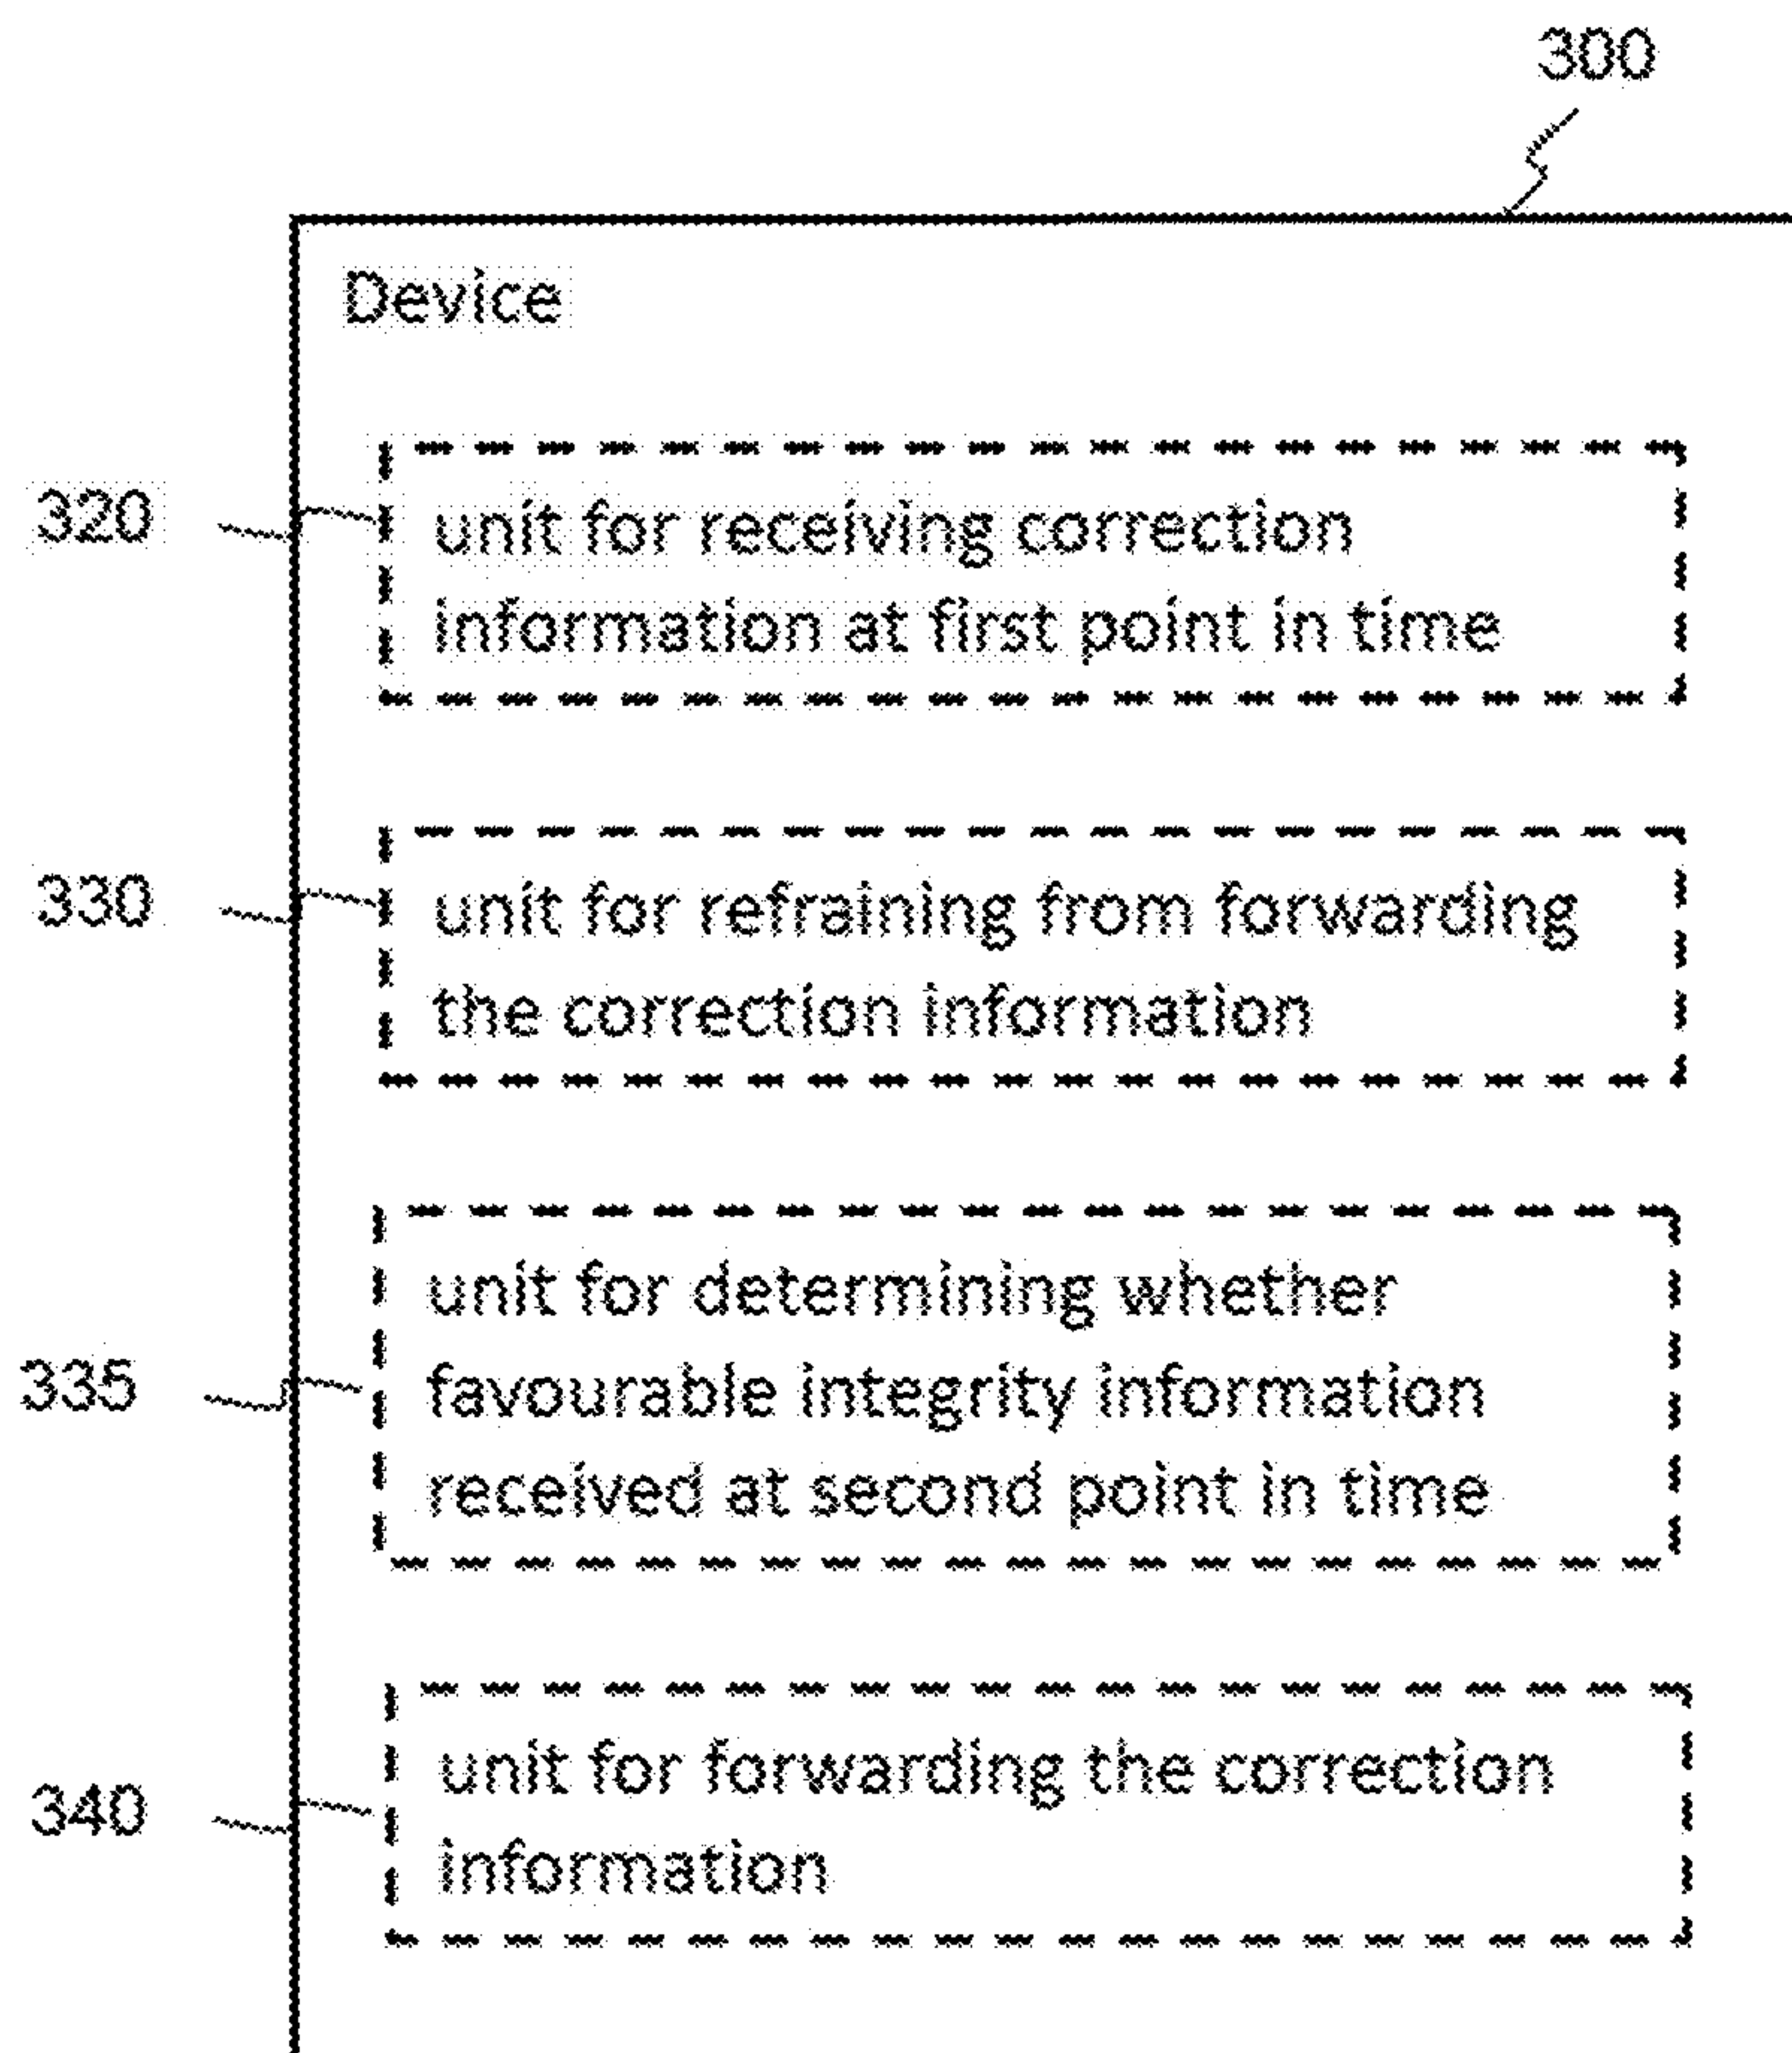 300
Device
320
unit for receiving correction
information at first point in time
330
unit for refraining from forwarding
the correction information
335
unit for determining whether
favourable integrity information
received at second point in time
340
unit for forwarding the correction
information